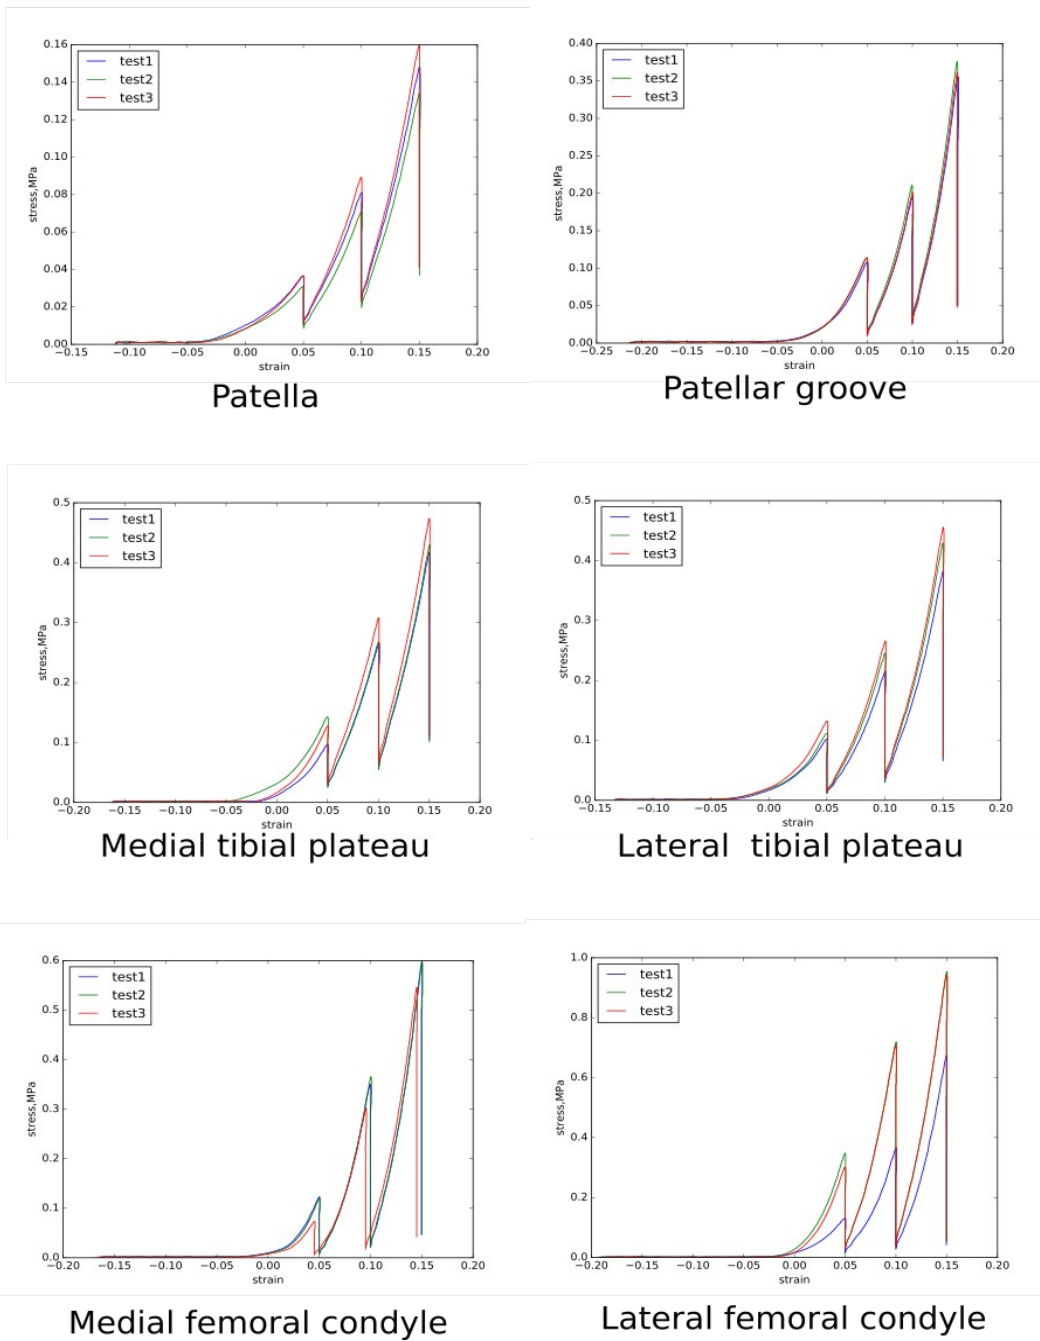 0.16
0.14
0.12
0.10
0.08
0.06
0.04
0.02
0.00
stress,MPa
test1
test2
test3
−0.15 −0.10 −0.05 0.00 0.05 0.10 0.15 0.20
strain
Patella
0.40
0.35
0.30
0.25
0.20
0.15
0.10
0.05
0.00
stress,MPa
test1
test2
test3
−0.25 −0.20 −0.15 −0.10 −0.05 0.00 0.05 0.10 0.15 0.20
strain
Patellar groove
0.5
0.4
0.3
0.2
0.1
0.0
stress,MPa
test1
test2
test3
−0.20 −0.15 −0.10 −0.05 0.00 0.05 0.10 0.15 0.20
strain
Medial tibial plateau
0.5
0.4
0.3
0.2
0.1
0.0
stress,MPa
test1
test2
test3
−0.15 −0.10 −0.05 0.00 0.05 0.10 0.15 0.20
strain
Lateral tibial plateau
0.6
0.5
0.4
0.3
0.2
0.1
0.0
stress,MPa
test1
test2
test3
−0.20 −0.15 −0.10 −0.05 0.00 0.05 0.10 0.15 0.20
strain
Medial femoral condyle
1.0
0.8
0.6
0.4
0.2
0.0
stress,MPa
test1
test2
test3
−0.20 −0.15 −0.10 −0.05 0.00 0.05 0.10 0.15 0.20
strain
Lateral femoral condyle